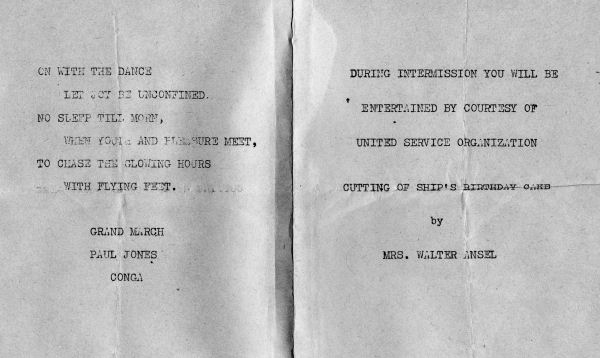 ON WITH THE DANCE
LET JOY BE UNCONFINED.
NO SLEEP TILL MORN,
WHEN YOUTH AND PLEASURE MEET,
TO CHASE THE GLOWING HOURS
WITH FLYING FEET.
GRAND MARCH
PAUL JONES
CONGA
DURING INTERMISSION YOU WILL BE
ENTERTAINED BY COURTESY OF
UNITED SERVICE ORGANIZATION
CUTTING OF SHIP'S BIRTHDAY CAKE
by
MRS. WALTER ANSEL